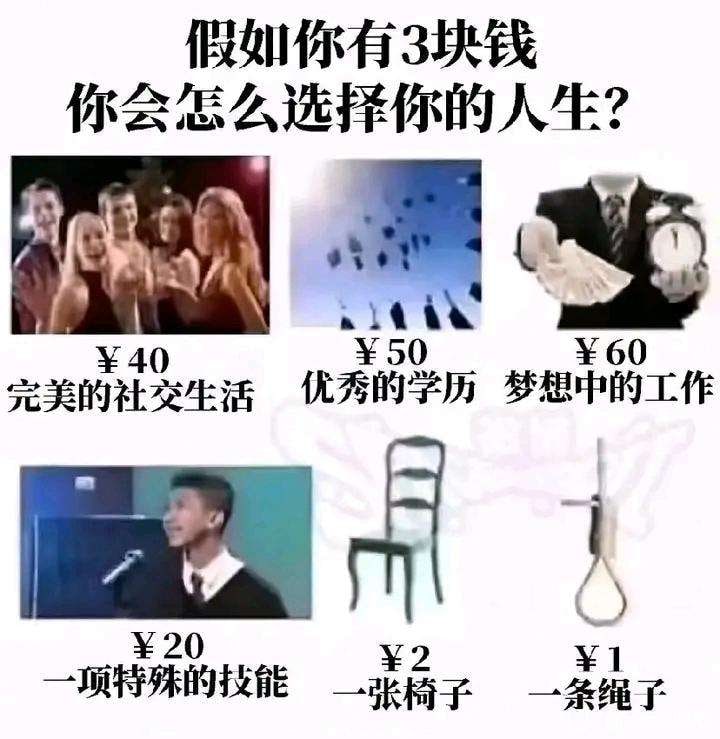 假如你有3块钱
你会怎么选择你的人生?
￥40
完美的社交生活
￥50
优秀的学历
￥60
梦想中的工作
￥20
一项特殊的技能
￥2
一张椅子
￥1
一条绳子